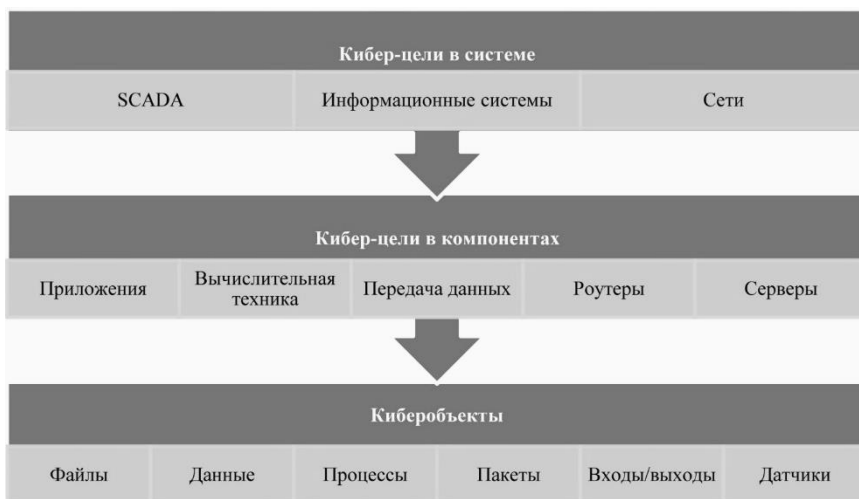 Кибер-цели в системе
SCADA
Информационные системы
Сети
Кибер-цели в компонентах
Приложения
Вычислительная
техника
Передача данных
Роутеры
Серверы
Киберобъекты
Файлы
Данные
Процессы
Пакеты
Входы/выходы
Датчики